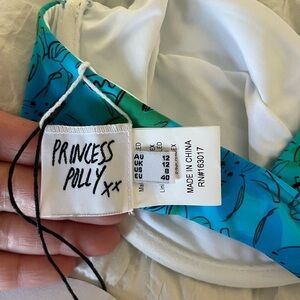 PRINCESS
POLLY xx
AU 12
UK 12
US 8
EU 40
MADE IN CHINA
RN#163017